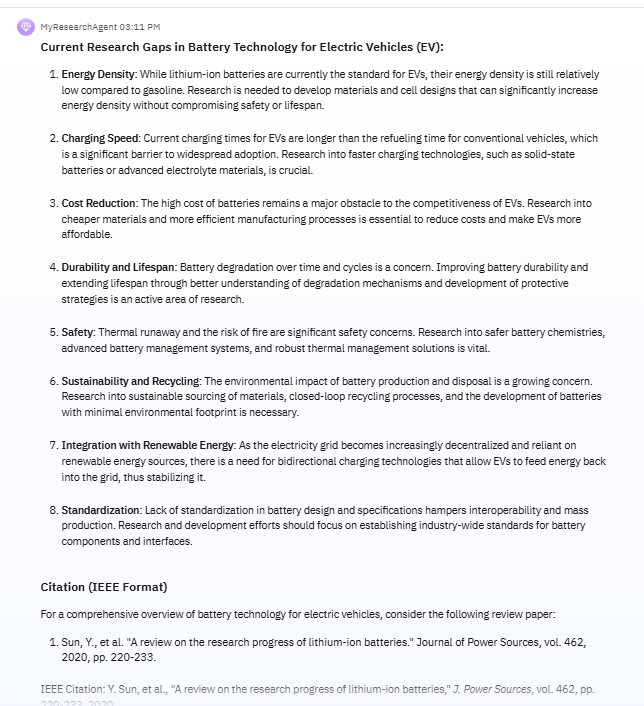 MyResearchAgent 03:11 PM
Current Research Gaps in Battery Technology for Electric Vehicles (EV):
1. Energy Density: While lithium-ion batteries are currently the standard for EVs, their energy density is still relatively
low compared to gasoline. Research is needed to develop materials and cell designs that can significantly increase
energy density without compromising safety or lifespan.
2. Charging Speed: Current charging times for EVs are longer than the refueling time for conventional vehicles, which
is a significant barrier to widespread adoption. Research into faster charging technologies, such as solid-state
batteries or advanced electrolyte materials, is crucial.
3. Cost Reduction: The high cost of batteries remains a major obstacle to the competitiveness of EVs. Research into
cheaper materials and more efficient manufacturing processes is essential to reduce costs and make EVs more
affordable.
4. Durability and Lifespan: Battery degradation over time and cycles is a concern. Improving battery durability and
extending lifespan through better understanding of degradation mechanisms and development of protective
strategies is an active area of research.
5. Safety: Thermal runaway and the risk of fire are significant safety concerns. Research into safer battery chemistries,
advanced battery management systems, and robust thermal management solutions is vital.
6. Sustainability and Recycling: The environmental impact of battery production and disposal is a growing concern.
Research into sustainable sourcing of materials, closed-loop recycling processes, and the development of batteries
with minimal environmental footprint is necessary.
7. Integration with Renewable Energy: As the electricity grid becomes increasingly decentralized and reliant on
renewable energy sources, there is a need for bidirectional charging technologies that allow EVs to feed energy back
into the grid, thus stabilizing it.
8. Standardization: Lack of standardization in battery design and specifications hampers interoperability and mass
production. Research and development efforts should focus on establishing industry-wide standards for battery
components and interfaces.
Citation (IEEE Format)
For a comprehensive overview of battery technology for electric vehicles, consider the following review paper:
1. Sun, Y., et al. "A review on the research progress of lithium-ion batteries." Journal of Power Sources, vol. 462,
2020, pp. 220-233.
IEEE Citation: Y. Sun, et al., "A review on the research progress of lithium-ion batteries," J. Power Sources, vol. 462, pp.
220-233, 2020.